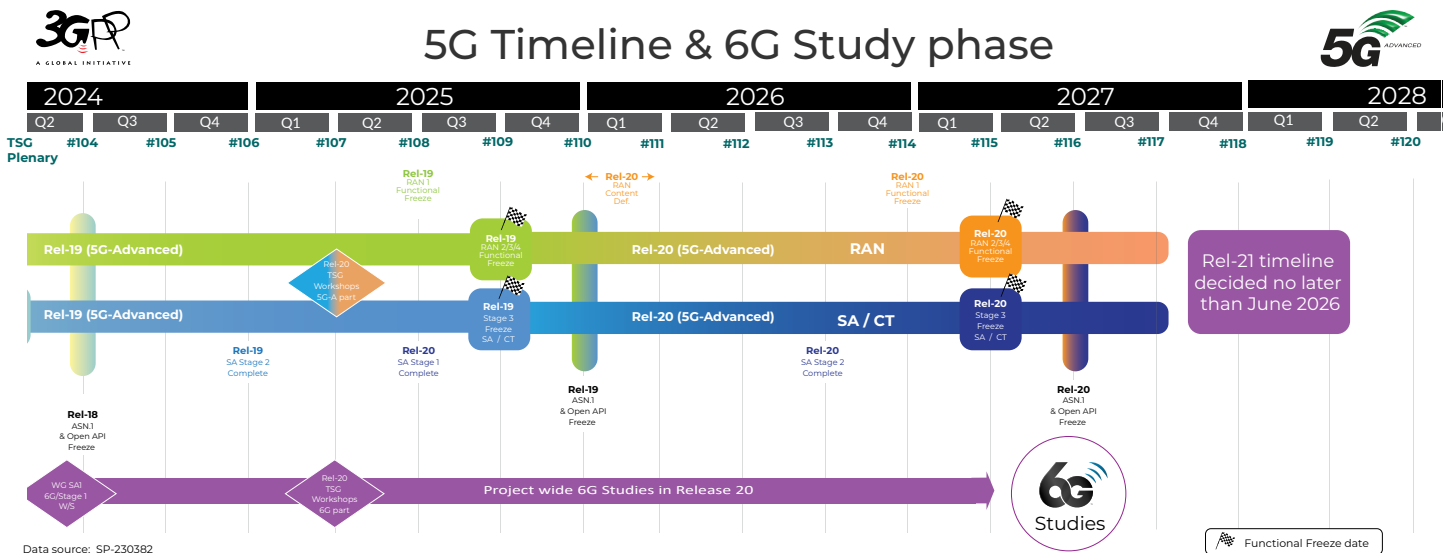 3GPP
A GLOBAL INITIATIVE
5G Timeline & 6G Study phase
5G ADVANCED
2024 2025 2026 2027 2028
Q2 Q3 Q4 Q1 Q2 Q3 Q4 Q1 Q2 Q3 Q4 Q1 Q2 Q3 Q4 Q1 Q2
TSG
Plenary
#104 #105 #106 #107 #108 #109 #110 #111 #112 #113 #114 #115 #116 #117 #118 #119 #120
Rel-19
RAN 1
Functional
Freeze
Rel-20
RAN
Content
Def.
Rel-20
RAN 1
Functional
Freeze
Rel-19 (5G-Advanced)
Rel-19
RAN 2/3/4
Functional
Freeze
Rel-20 (5G-Advanced)
RAN
Rel-20
RAN 2/3/4
Functional
Freeze
Rel-20
TSG
Workshops
5G-A part
Rel-21 timeline
decided no later
than June 2026
Rel-19 (5G-Advanced)
Rel-19
Stage 3
Freeze
SA / CT
Rel-20 (5G-Advanced)
SA / CT
Rel-20
Stage 3
Freeze
SA / CT
Rel-19
SA Stage 2
Complete
Rel-20
SA Stage 1
Complete
Rel-20
SA Stage 2
Complete
Rel-18
ASN.1
& Open API
Freeze
Rel-19
ASN.1
& Open API
Freeze
Rel-20
ASN.1
& Open API
Freeze
WG SA1
6G/Stage 1
W/S
Rel-20
TSG
Workshops
6G part
Project wide 6G Studies in Release 20
6G
Studies
Functional Freeze date
Data source: SP-230382